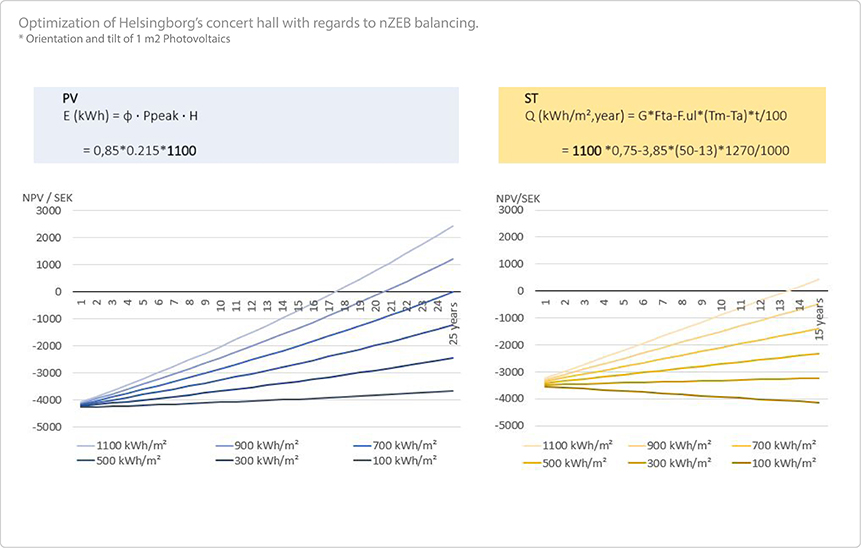 Optimization of Helsingborg's concert hall with regards to nZEB balancing.
* Orientation and tilt of 1 m2 Photovoltaics
PV
E (kWh) = ϕ · Ppeak · H
= 0,85*0.215*1100
ST
Q (kWh/m²,year) = G*Fta-F.ul*(Tm-Ta)*t/100
= 1100 *0,75-3,85*(50-13)*1270/1000
NPV / SEK
3000
2000
1000
0
-1000
-2000
-3000
-4000
-5000
1 2 3 4 5 6 7 8 9 10 11 12 13 14 15 16 17 18 19 20 21 22 23 24 25 years
1100 kWh/m² 900 kWh/m² 700 kWh/m²
500 kWh/m² 300 kWh/m² 100 kWh/m²
NPV/SEK
3000
2000
1000
0
-1000
-2000
-3000
-4000
-5000
1 2 3 4 5 6 7 8 9 10 11 12 13 14 15 years
1100 kWh/m² 900 kWh/m² 700 kWh/m²
500 kWh/m² 300 kWh/m² 100 kWh/m²